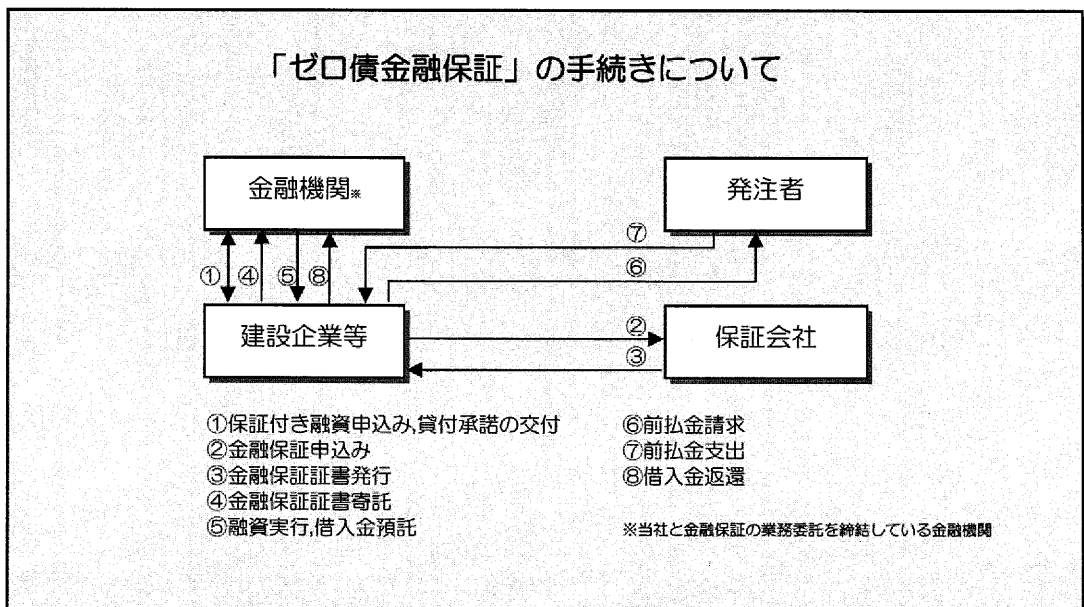 「ゼロ債金融保証」の手続きについて
金融機関※
発注者
⑦
⑥
① ④ ⑤ ⑧
建設企業等
保証会社
②
③
①保証付き融資申込み,貸付承諾の交付
②金融保証申込み
③金融保証証書発行
④金融保証証書寄託
⑤融資実行,借入金預託
⑥前払金請求
⑦前払金支出
⑧借入金返還
※当社と金融保証の業務委託を締結している金融機関